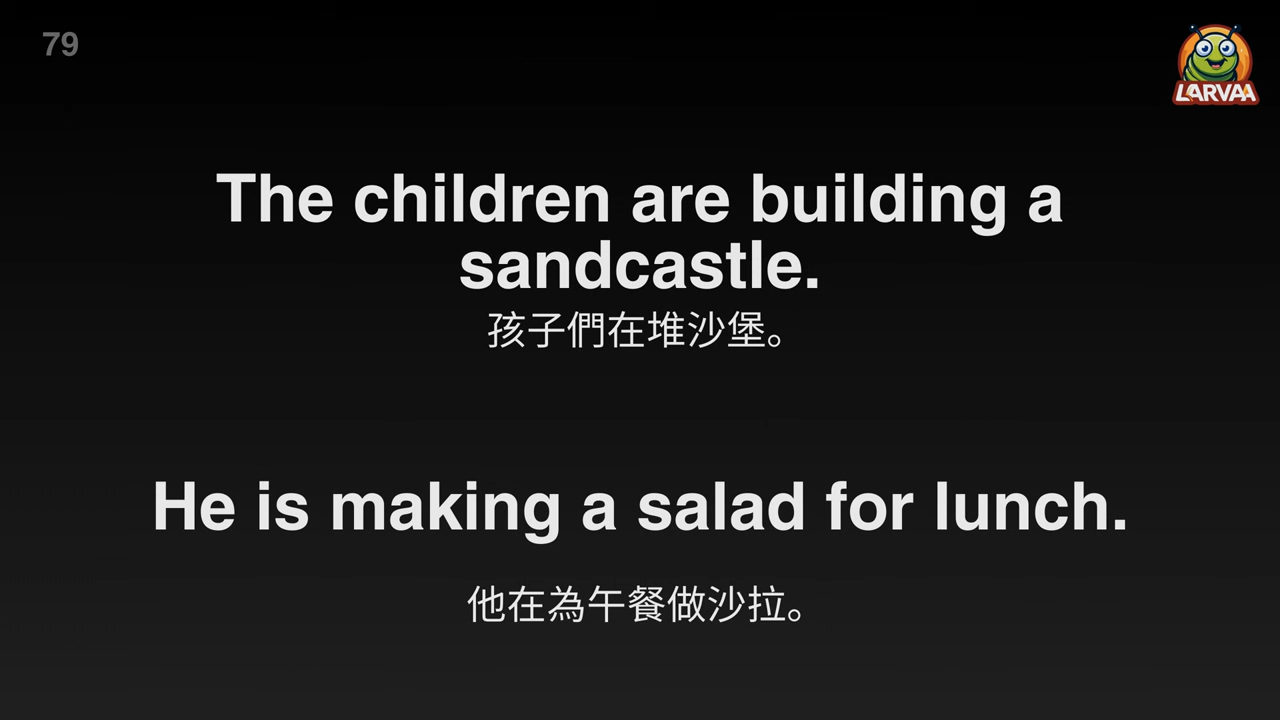 79
LARVAA
The children are building a
sandcastle.
孩子們在堆沙堡。
He is making a salad for lunch.
他在為午餐做沙拉。